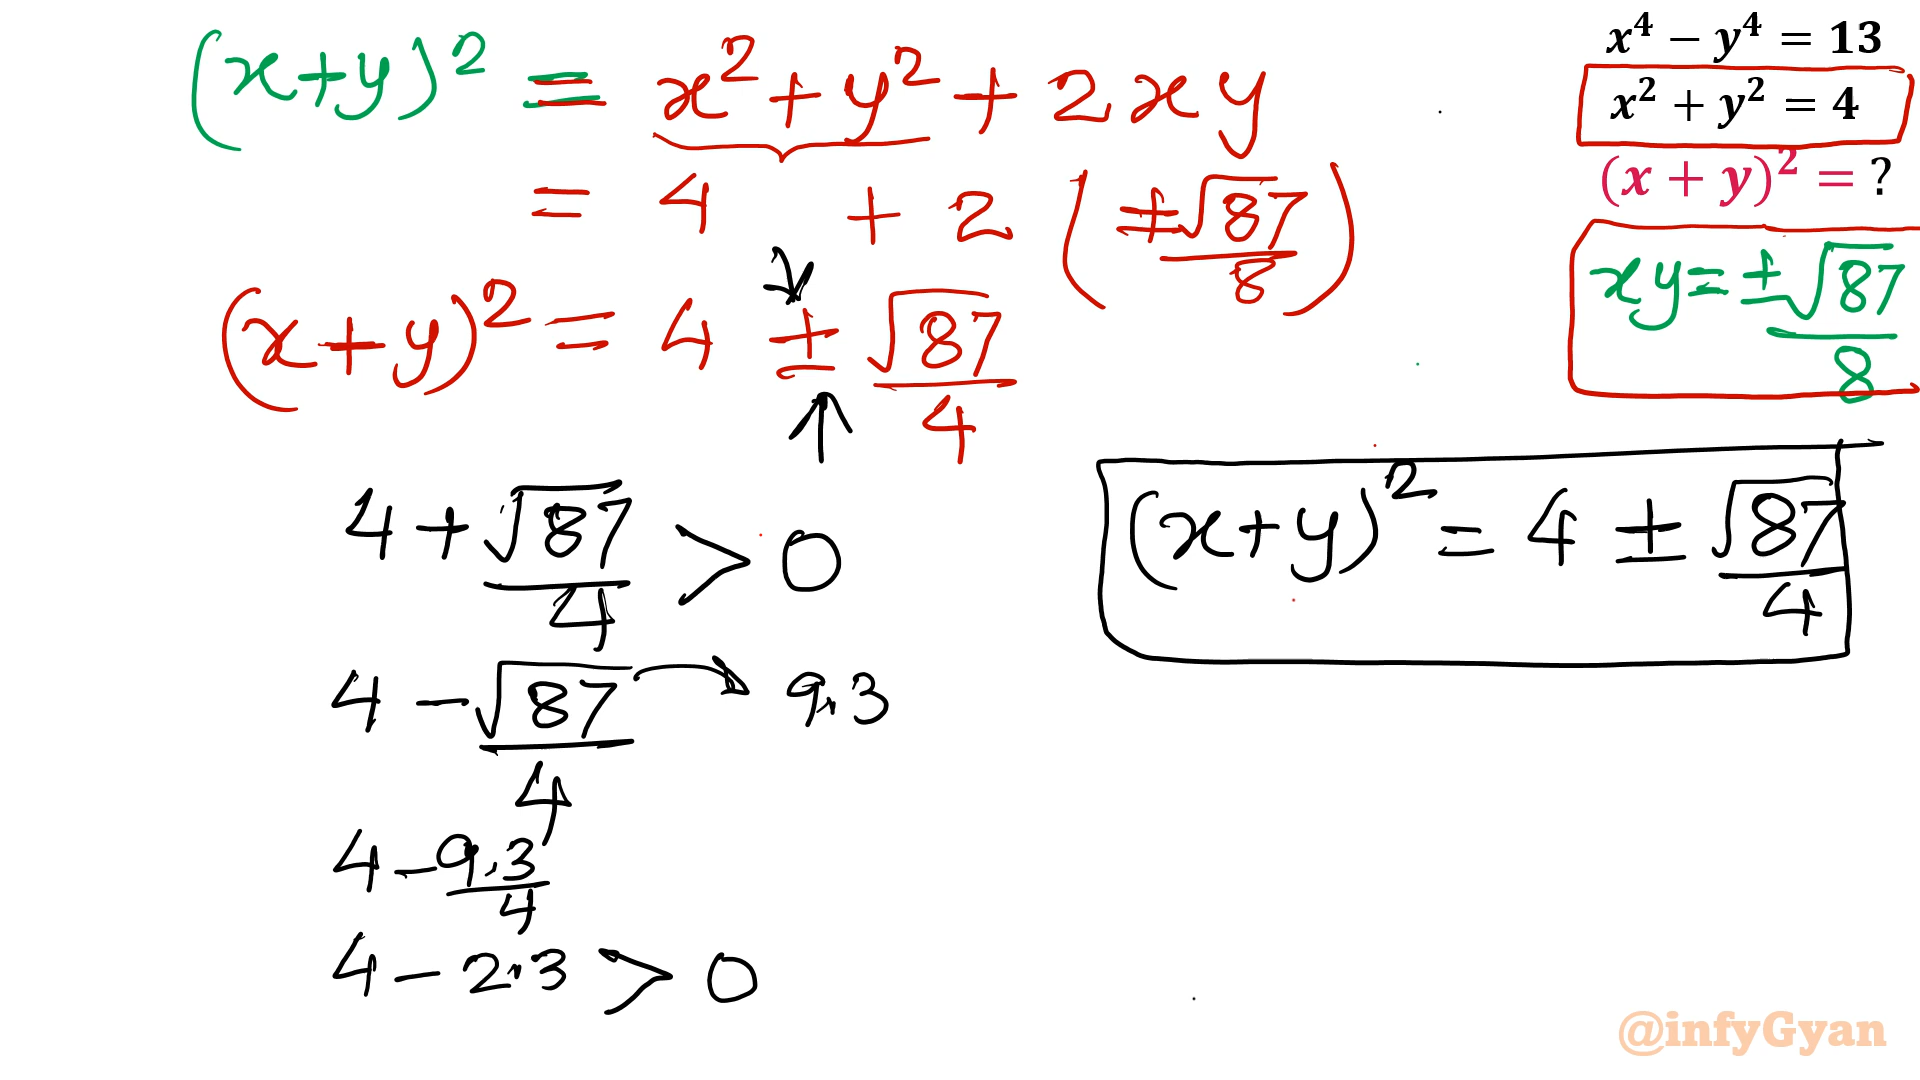 (x+y)² = x²+y²+2xy
= 4 + 2 (±√87/8)
(x+y)² = 4 ± √87/4
4 + √87/4 > 0
4 - √87/4 → 9.3
4 - 9.3/4
4 - 2.3 > 0
x⁴ − y⁴ = 13
x² + y² = 4
(x + y)² = ?
xy = ±√87/8
(x+y)² = 4 ± √87/4
@infyGyan